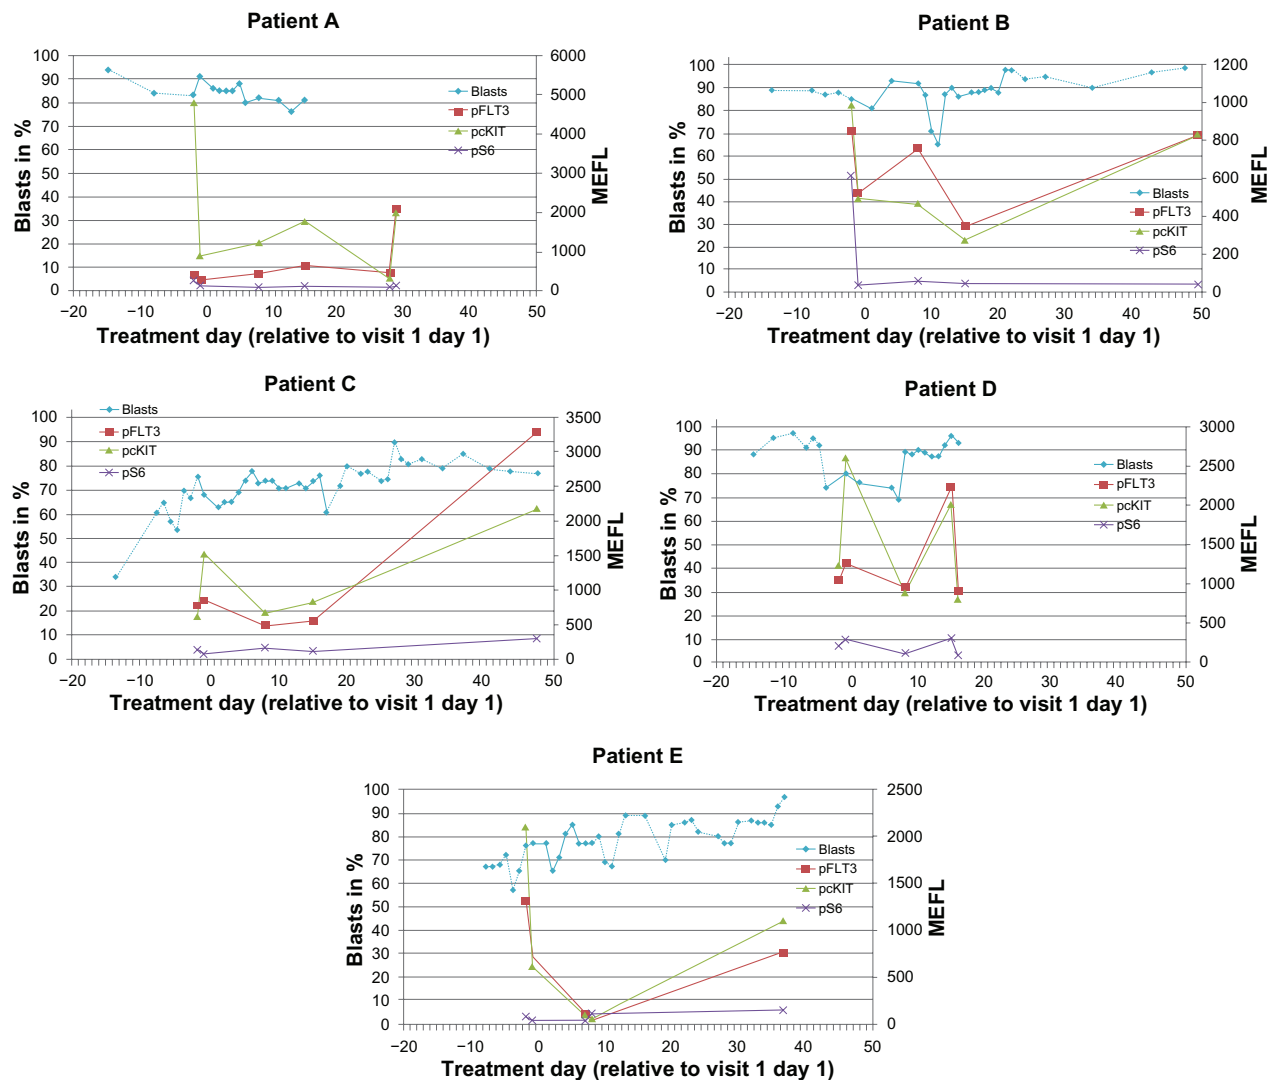 Patient A
100
90
80
70
60
50
40
30
20
10
0
Blasts in %
6000
5000
4000
3000
2000
1000
0
MEFL
Blasts
pFLT3
pcKIT
pS6
−20 −10 0 10 20 30 40 50
Treatment day (relative to visit 1 day 1)
Patient B
100
90
80
70
60
50
40
30
20
10
0
Blasts in %
1200
1000
800
600
400
200
0
MEFL
Blasts
pFLT3
pcKIT
pS6
−20 −10 0 10 20 30 40 50
Treatment day (relative to visit 1 day 1)
Patient C
100
90
80
70
60
50
40
30
20
10
0
Blasts in %
3500
3000
2500
2000
1500
1000
500
0
MEFL
Blasts
pFLT3
pcKIT
pS6
−20 −10 0 10 20 30 40 50
Treatment day (relative to visit 1 day 1)
Patient D
100
90
80
70
60
50
40
30
20
10
0
Blasts in %
3000
2500
2000
1500
1000
500
0
MEFL
Blasts
pFLT3
pcKIT
pS6
−20 −10 0 10 20 30 40 50
Treatment day (relative to visit 1 day 1)
Patient E
100
90
80
70
60
50
40
30
20
10
0
Blasts in %
2500
2000
1500
1000
500
0
MEFL
Blasts
pFLT3
pcKIT
pS6
−20 −10 0 10 20 30 40 50
Treatment day (relative to visit 1 day 1)